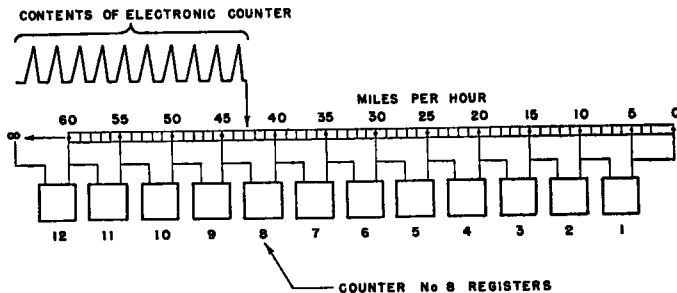 CONTENTS OF ELECTRONIC COUNTER
MILES PER HOUR
∞ 60 55 50 45 40 35 30 25 20 15 10 5 0
12 11 10 9 8 7 6 5 4 3 2 1
COUNTER No 8 REGISTERS